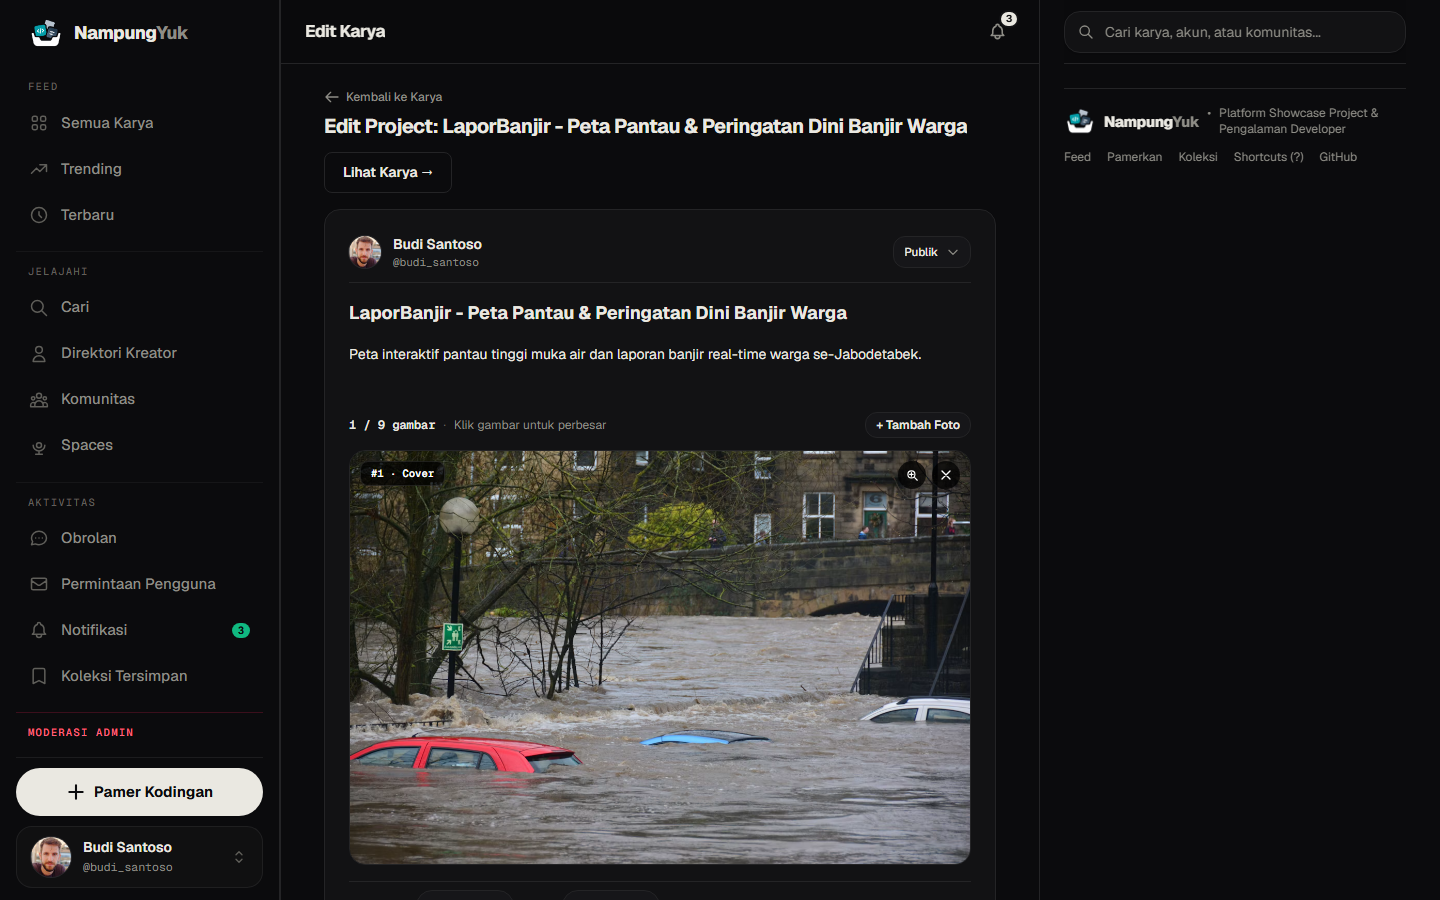 NampungYuk
FEED
Semua Karya
Trending
Terbaru
JELAJAHI
Cari
Direktori Kreator
Komunitas
Spaces
AKTIVITAS
Obrolan
Permintaan Pengguna
Notifikasi
3
Koleksi Tersimpan
MODERASI ADMIN
+ Pamer Kodingan
Budi Santoso
@budi_santoso
Edit Karya
3
← Kembali ke Karya
Edit Project: LaporBanjir - Peta Pantau & Peringatan Dini Banjir Warga
Lihat Karya →
Budi Santoso
@budi_santoso
Publik
LaporBanjir - Peta Pantau & Peringatan Dini Banjir Warga
Peta interaktif pantau tinggi muka air dan laporan banjir real-time warga se-Jabodetabek.
1 / 9 gambar · Klik gambar untuk perbesar
+ Tambah Foto
#1 · Cover
Cari karya, akun, atau komunitas...
NampungYuk • Platform Showcase Project &
Pengalaman Developer
Feed Pamerkan Koleksi Shortcuts (?) GitHub